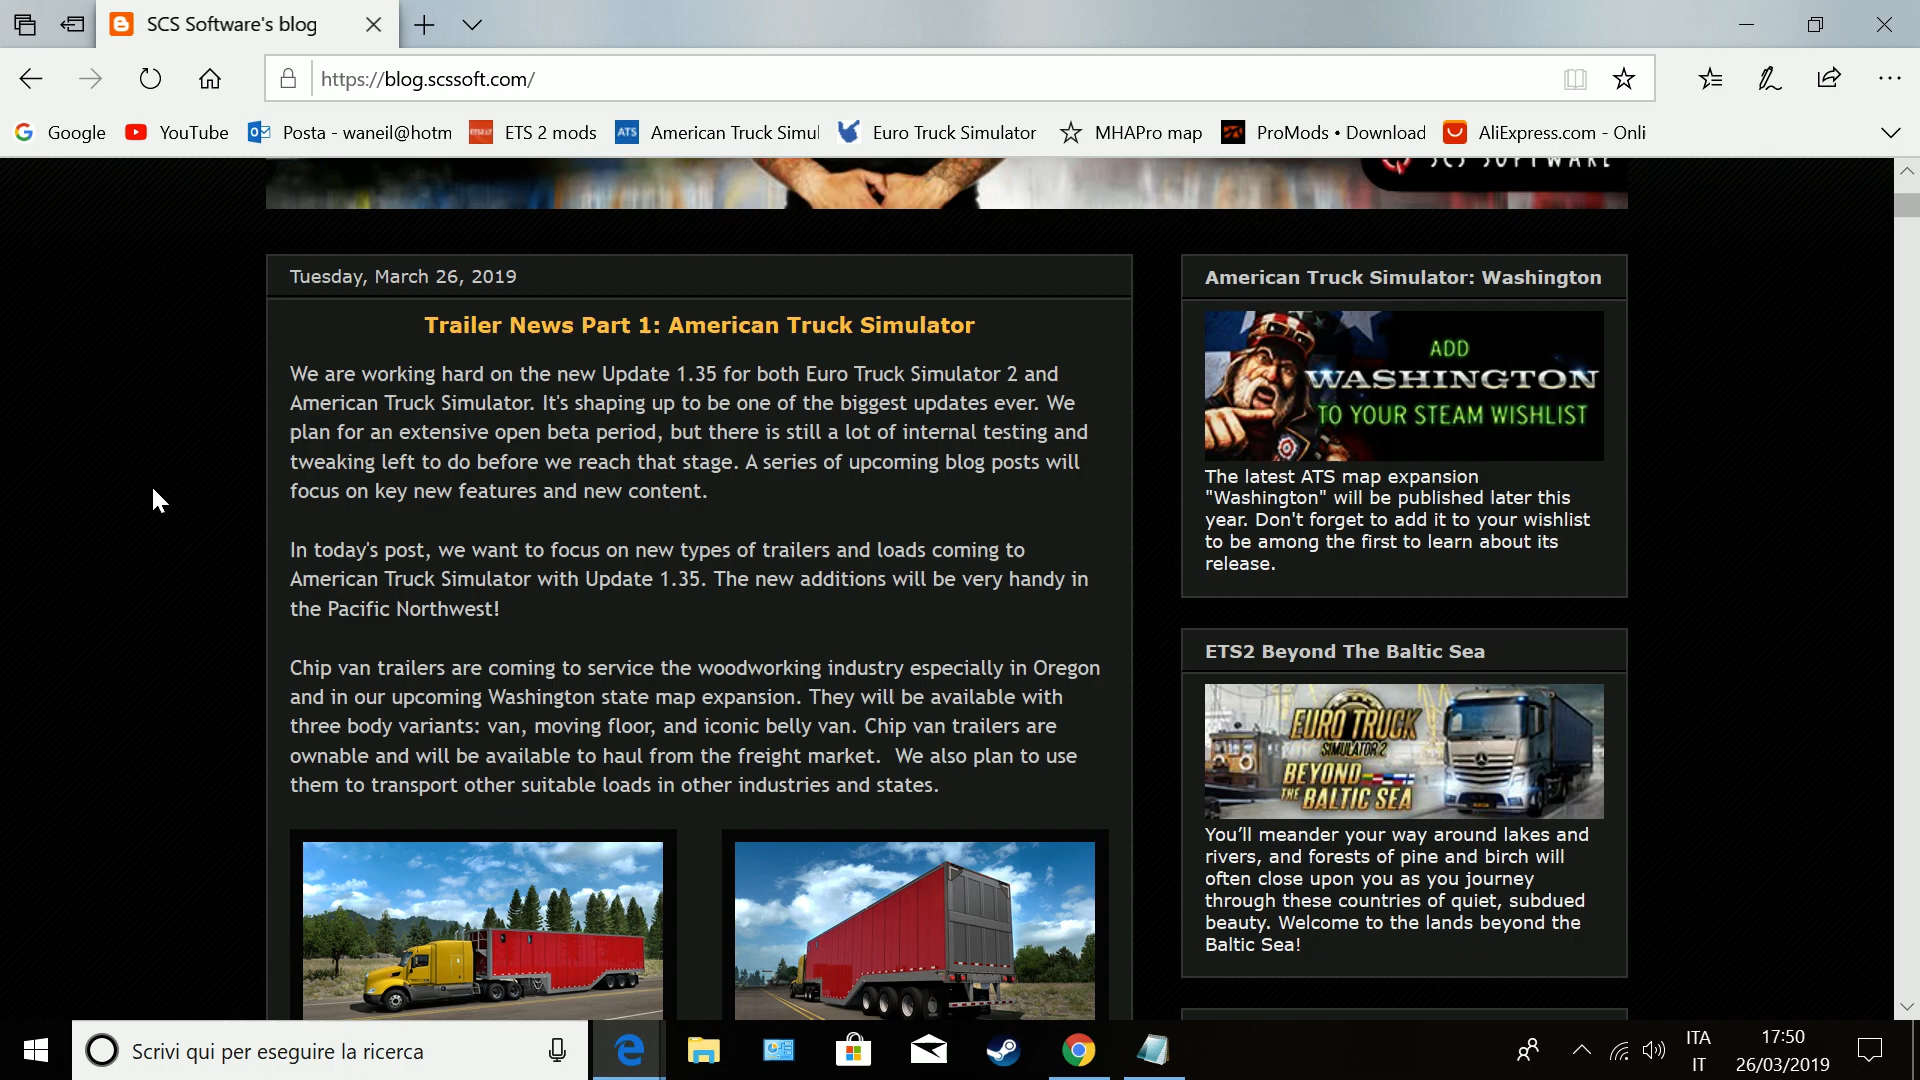 SCS Software's blog
https://blog.scssoft.com/
Google
YouTube
Posta - waneil@hotm
ETS 2 mods
ATS
American Truck Simul
Euro Truck Simulator
MHAPro map
ProMods • Download
AliExpress.com - Onli
SCS SOFTWARE
Tuesday, March 26, 2019
Trailer News Part 1: American Truck Simulator
We are working hard on the new Update 1.35 for both Euro Truck Simulator 2 and
American Truck Simulator. It's shaping up to be one of the biggest updates ever. We
plan for an extensive open beta period, but there is still a lot of internal testing and
tweaking left to do before we reach that stage. A series of upcoming blog posts will
focus on key new features and new content.
In today's post, we want to focus on new types of trailers and loads coming to
American Truck Simulator with Update 1.35. The new additions will be very handy in
the Pacific Northwest!
Chip van trailers are coming to service the woodworking industry especially in Oregon
and in our upcoming Washington state map expansion. They will be available with
three body variants: van, moving floor, and iconic belly van. Chip van trailers are
ownable and will be available to haul from the freight market.  We also plan to use
them to transport other suitable loads in other industries and states.
American Truck Simulator: Washington
ADD
WASHINGTON
TO YOUR STEAM WISHLIST
The latest ATS map expansion
"Washington" will be published later this
year. Don't forget to add it to your wishlist
to be among the first to learn about its
release.
ETS2 Beyond The Baltic Sea
EURO TRUCK
SIMULATOR 2
BEYOND
THE BALTIC SEA
You'll meander your way around lakes and
rivers, and forests of pine and birch will
often close upon you as you journey
through these countries of quiet, subdued
beauty. Welcome to the lands beyond the
Baltic Sea!
Scrivi qui per eseguire la ricerca
ITA
IT
17:50
26/03/2019